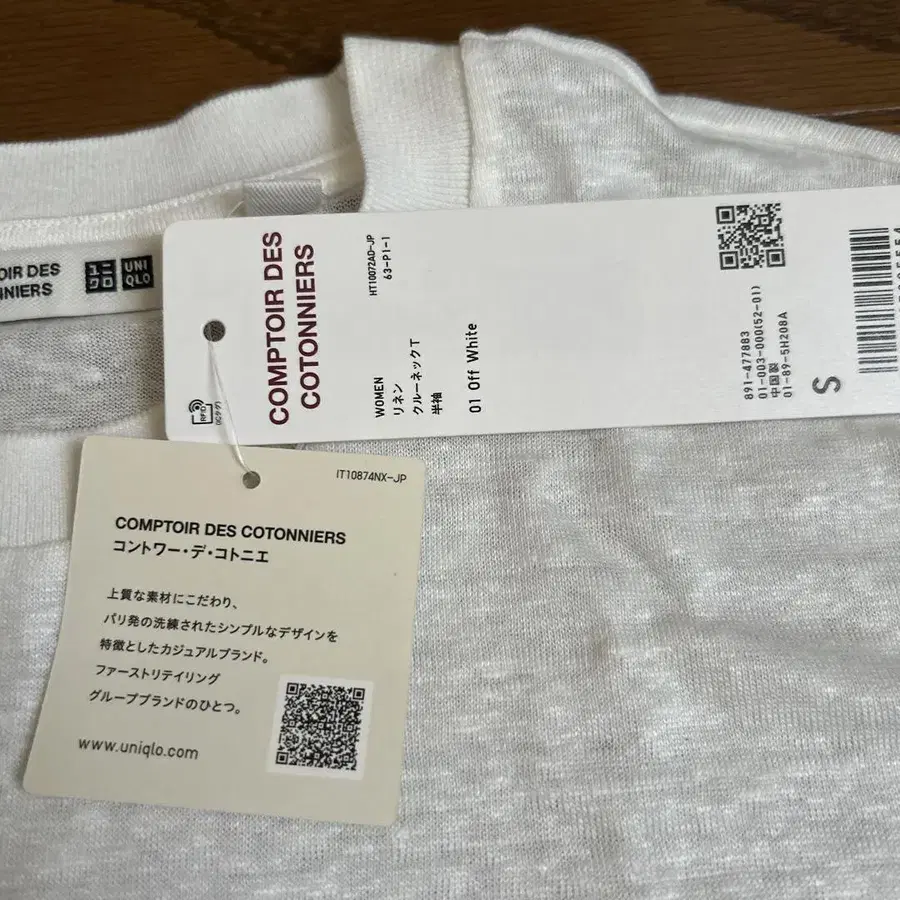 OIR DES
NNIERS
ユニ
クロ
UNI
QLO
COMPTOIR DES
COTONNIERS
HT10072AO-JP
63-P1-1
WOMEN
リネン
クルーネックT
半袖
01 Off White
891-477883
01-003-000(52-01)
中国製
01-89-5H208A
S
RFID
IT10874NX-JP
COMPTOIR DES COTONNIERS
コントワー・デ・コトニエ
上質な素材にこだわり、
パリ発の洗練されたシンプルなデザインを
特徴としたカジュアルブランド。
ファーストリテイリング
グループブランドのひとつ。
www.uniqlo.com